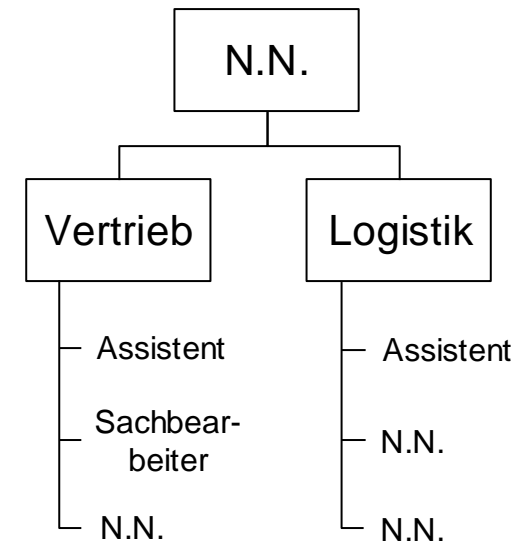 N.N.
Vertrieb
Logistik
Assistent
Sachbear-
beiter
N.N.
Assistent
N.N.
N.N.